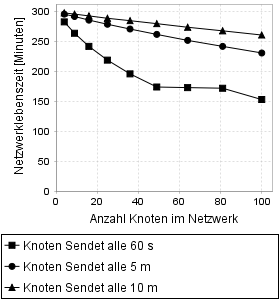 300
250
200
150
100
50
0
Netzwerklebenszeit [Minuten]
0 20 40 60 80 100
Anzahl Knoten im Netzwerk
Knoten Sendet alle 60 s
Knoten Sendet alle 5 m
Knoten Sendet alle 10 m